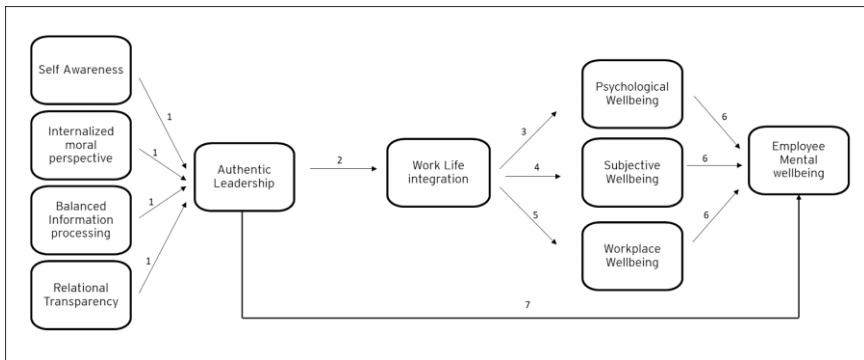 Self Awareness
Internalized
moral
perspective
Balanced
Information
processing
Relational
Transparency
1
1
1
1
Authentic
Leadership
2
Work Life
integration
3
4
5
Psychological
Wellbeing
Subjective
Wellbeing
Workplace
Wellbeing
6
6
6
Employee
Mental
wellbeing
7